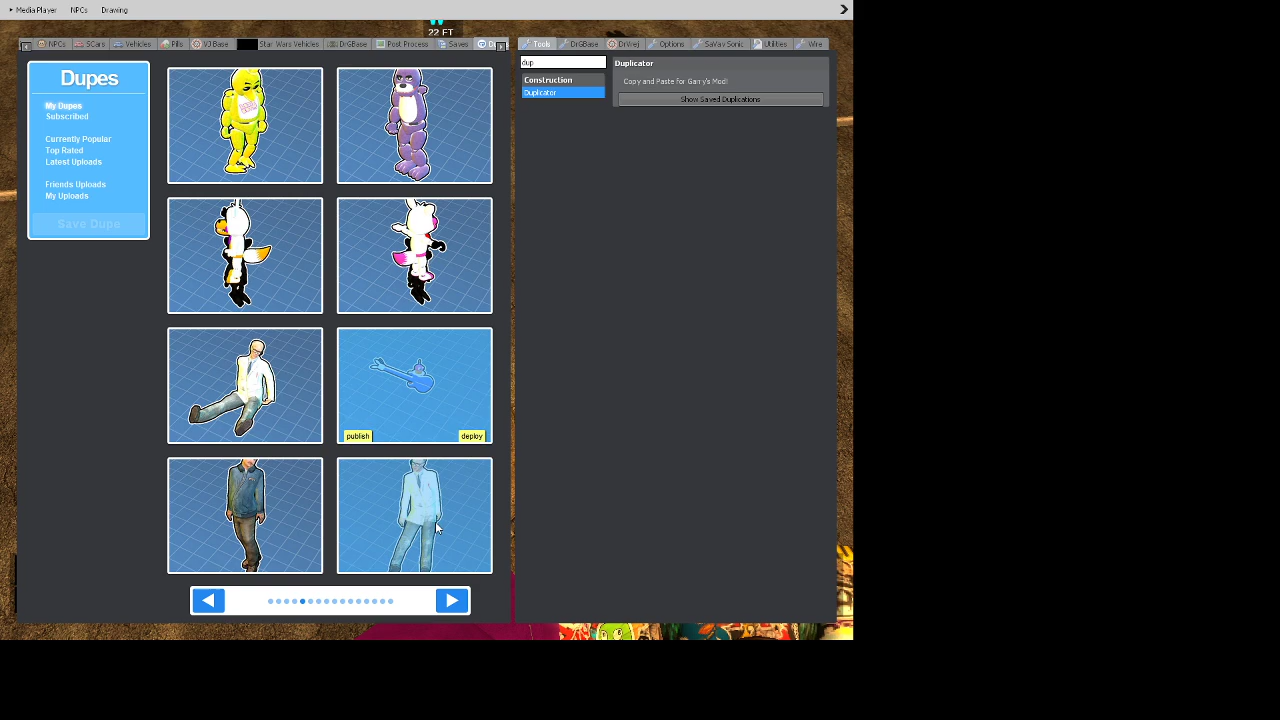 Media Player NPCs Drawing
22 FT
NPCs SCars Vehicles Pills VJ Base Star Wars Vehicles DrGBase Post Process Saves
Tools DrGBase DrVrej Options SaVav Sonic Utilities Wire
Dupes
My Dupes
Subscribed
Currently Popular
Top Rated
Latest Uploads
Friends Uploads
My Uploads
Save Dupe
publish deploy
dup
Construction
Duplicator
Duplicator
Copy and Paste for Garry's Mod!
Show Saved Duplications